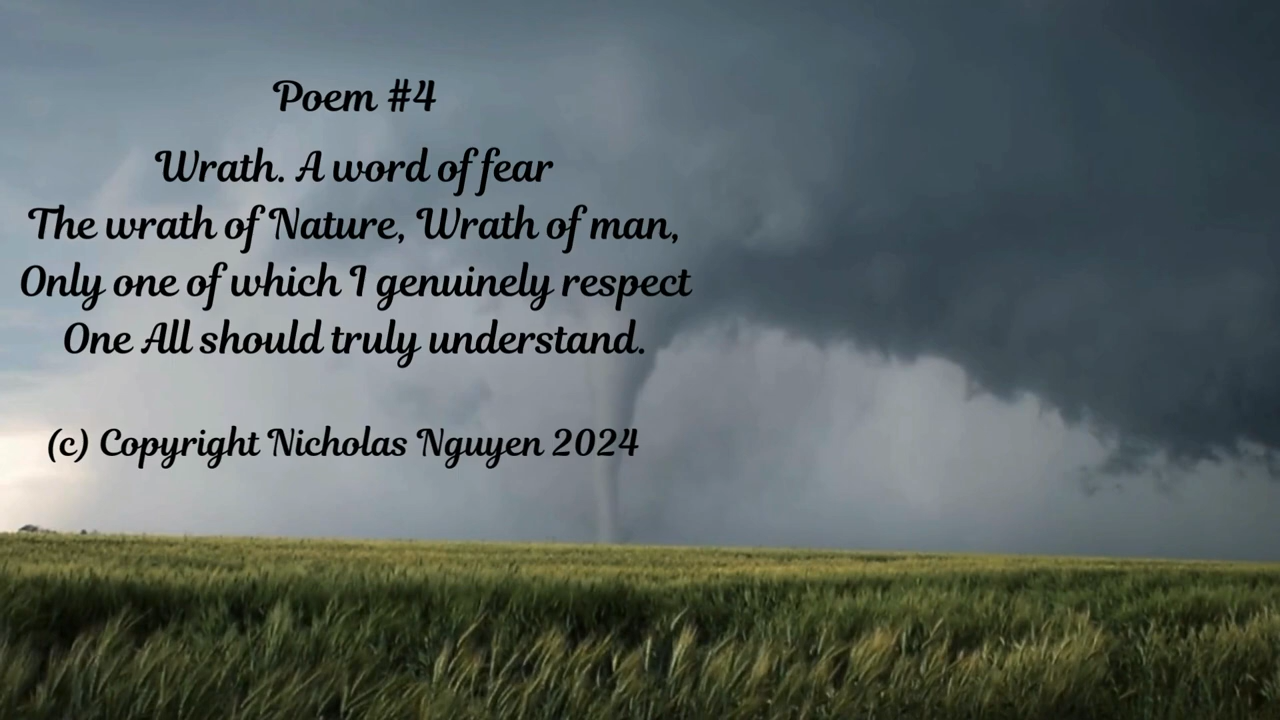 Poem #4
Wrath. A word of fear
The wrath of Nature, Wrath of man,
Only one of which I genuinely respect
One All should truly understand.
(c) Copyright Nicholas Nguyen 2024